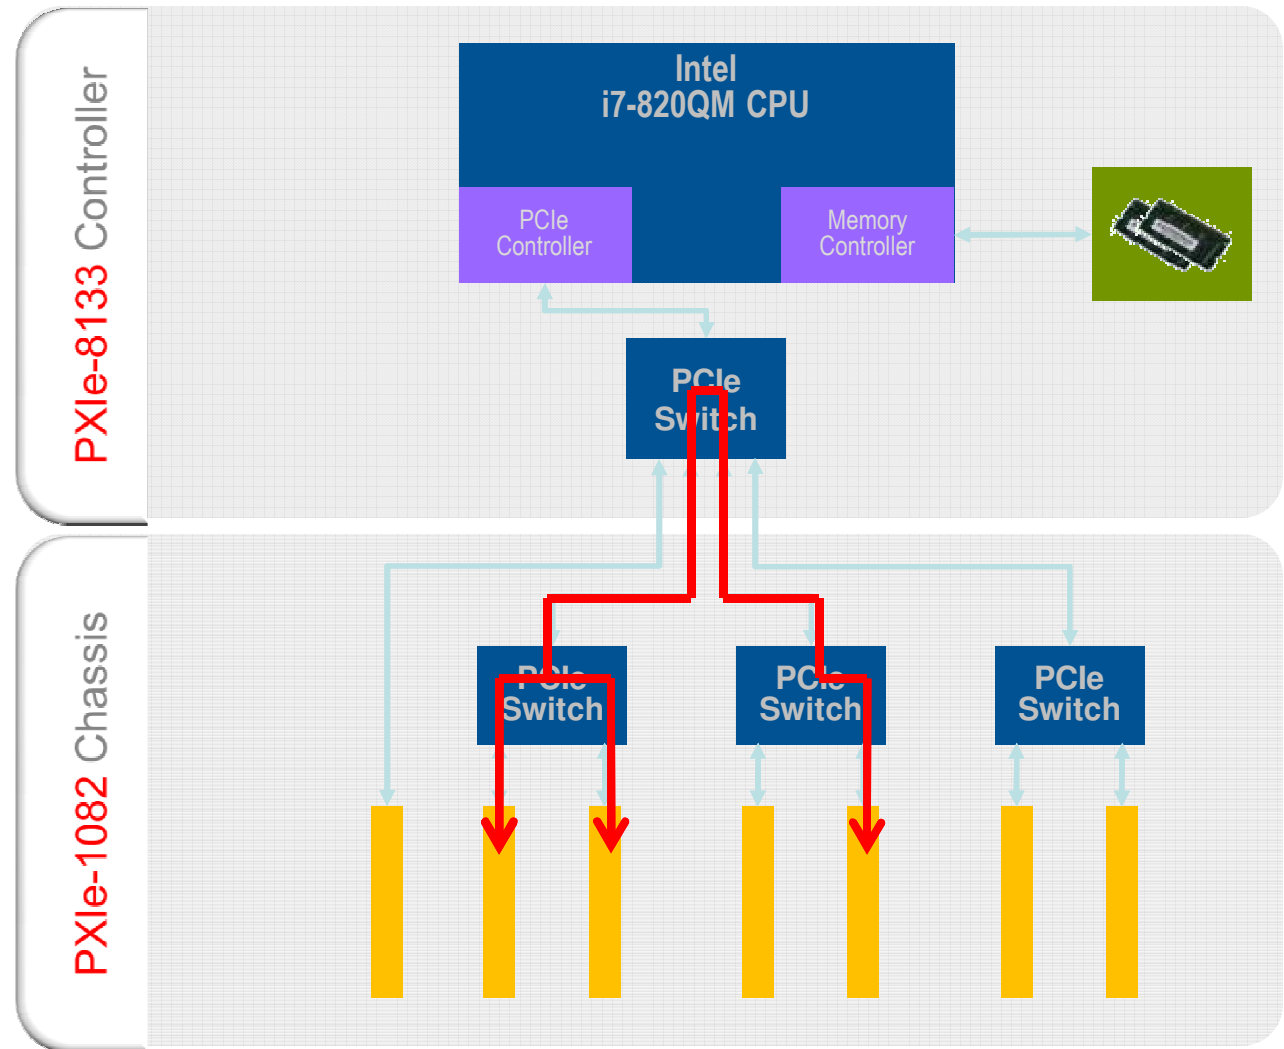 PXIe-8133 Controller
Intel
i7-820QM CPU
PCIe
Controller
Memory
Controller
PCIe
Switch
PXIe-1082 Chassis
PCIe
Switch
PCIe
Switch
PCIe
Switch